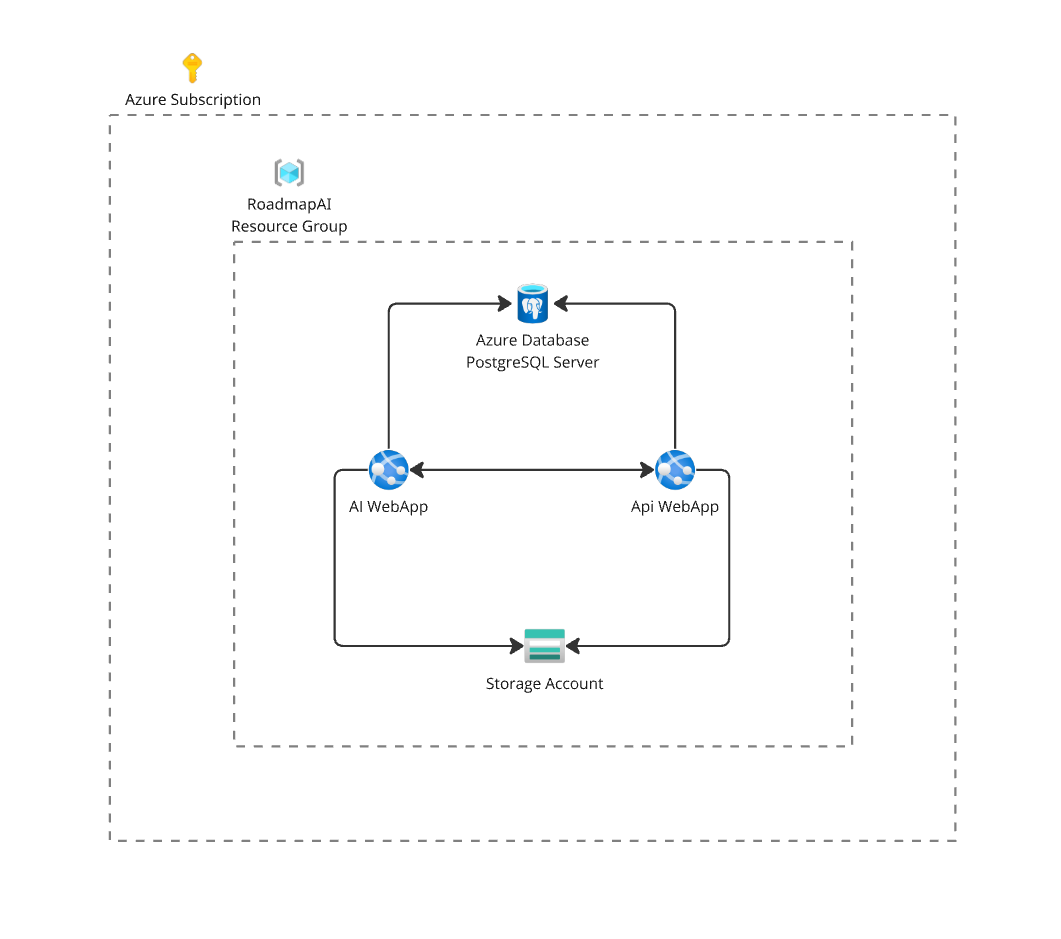 Azure Subscription
RoadmapAI
Resource Group
Azure Database
PostgreSQL Server
AI WebApp
Api WebApp
Storage Account